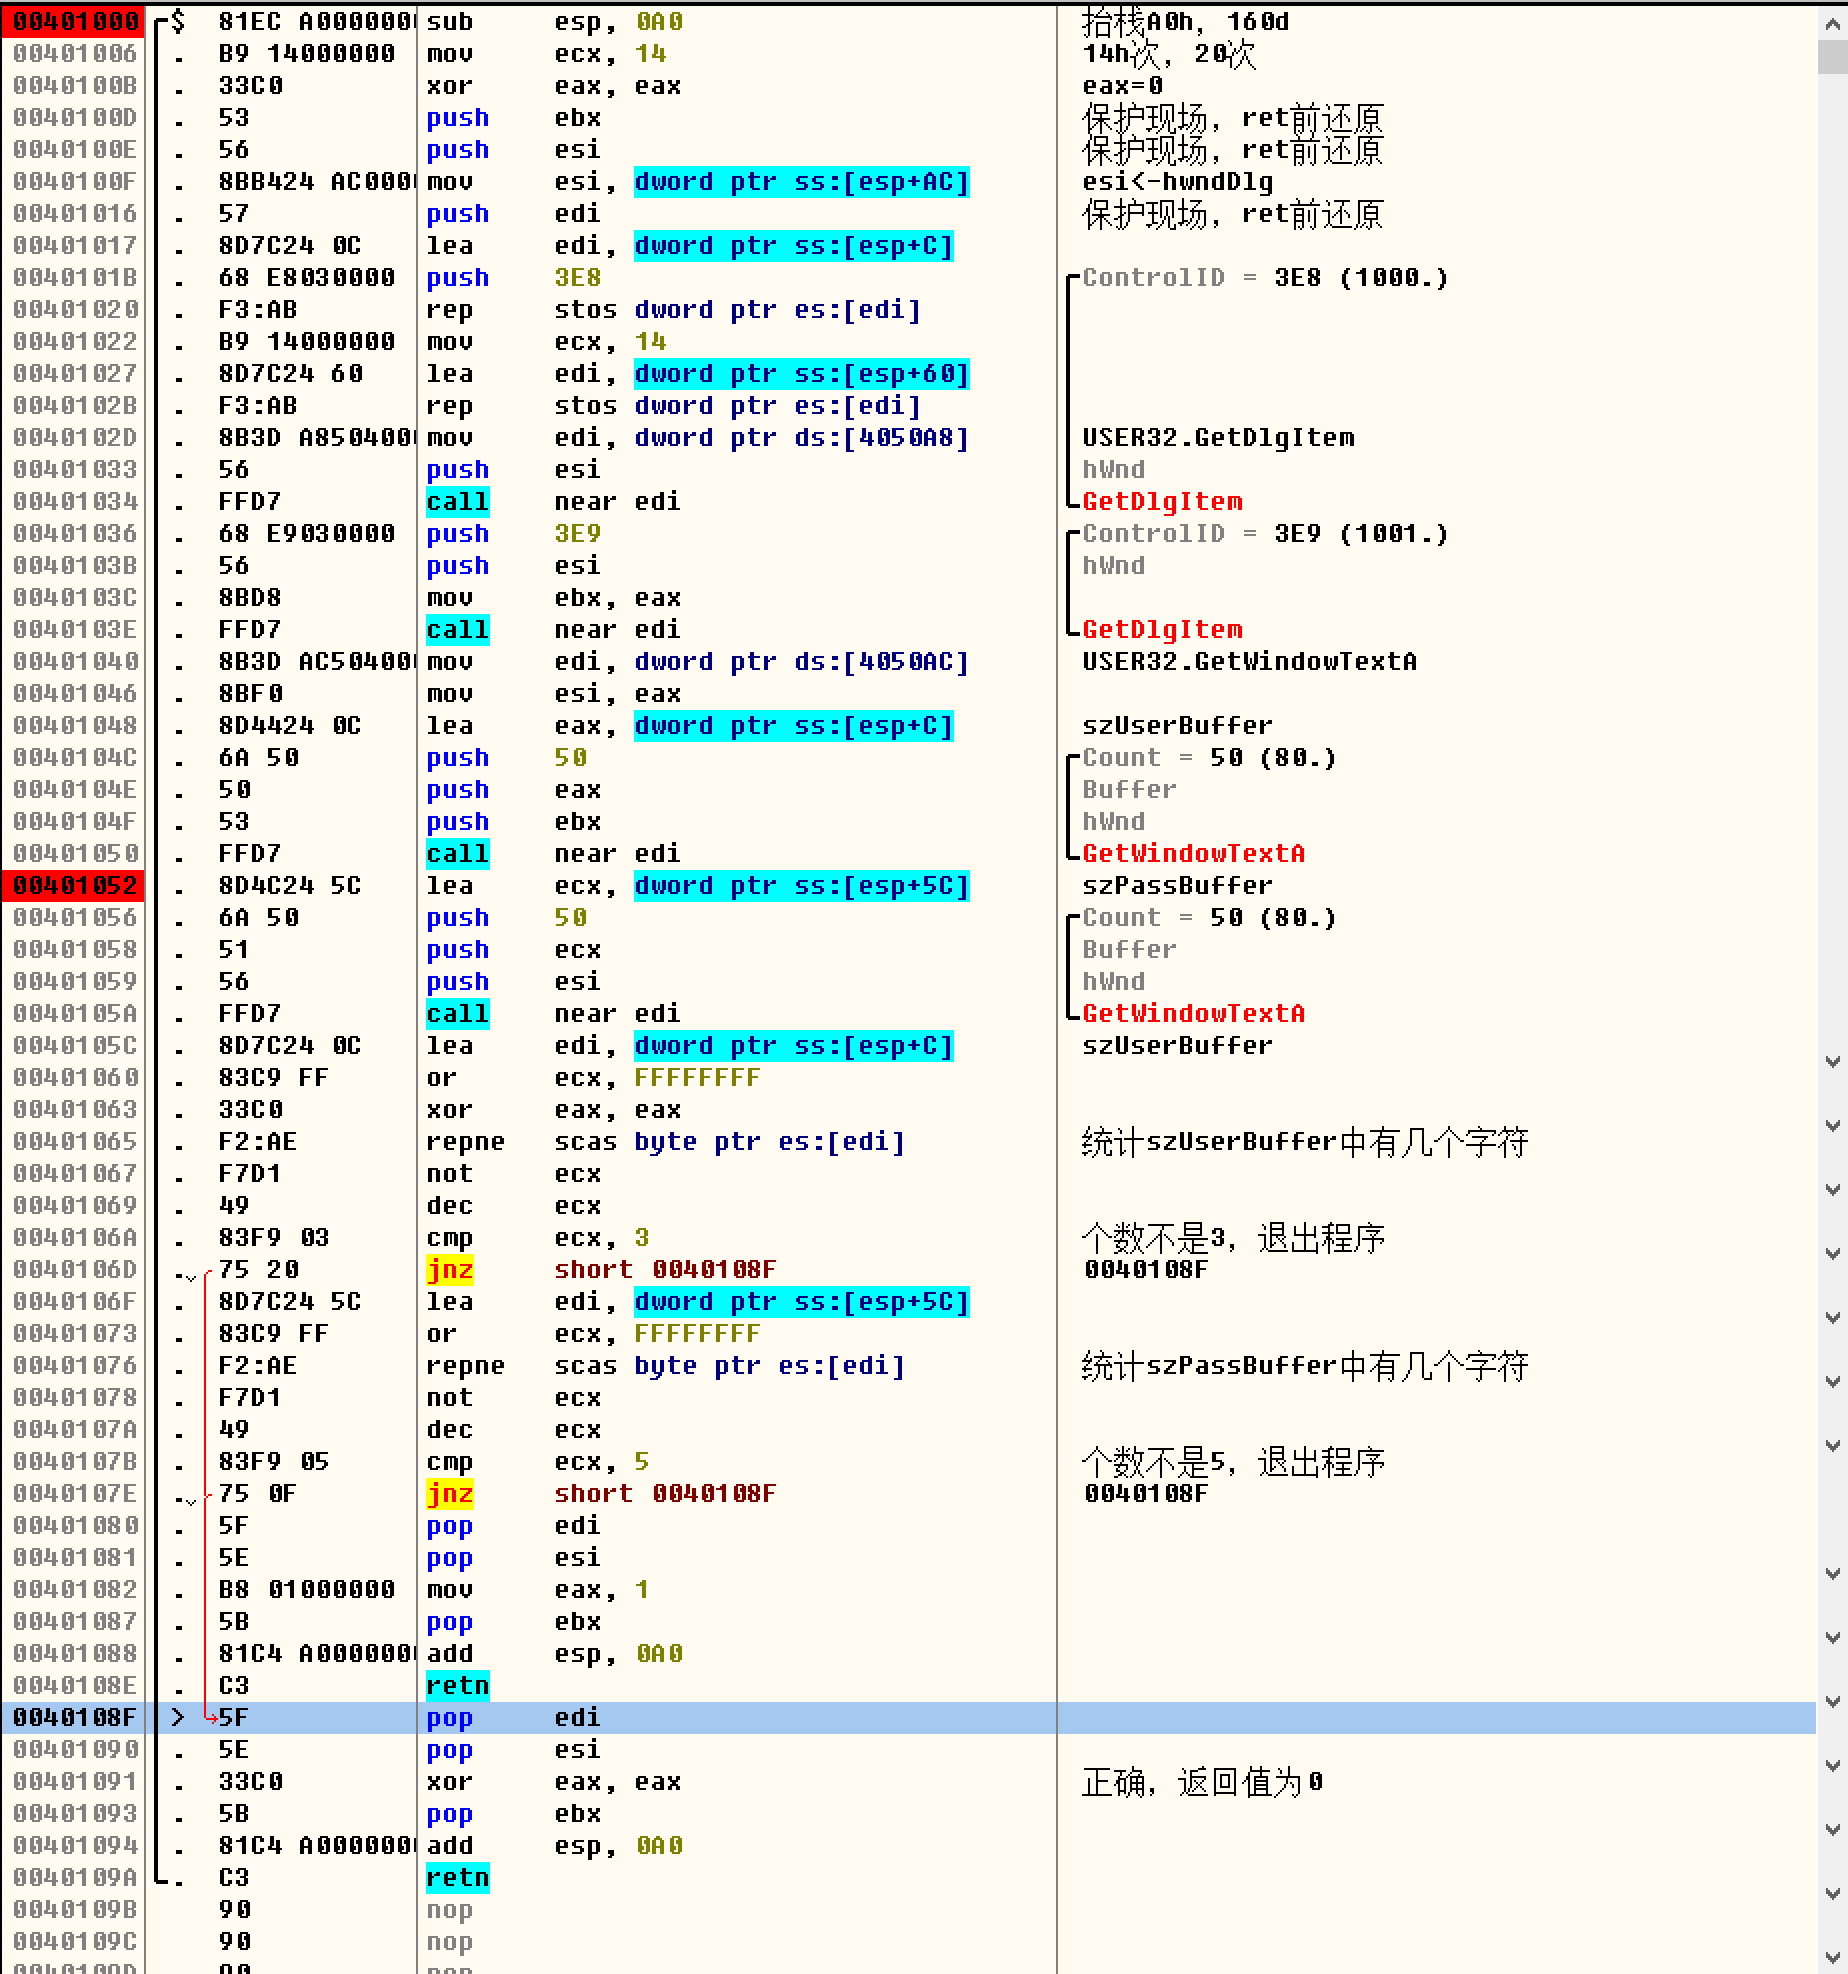 00401000 $ 81EC A0000000 sub esp, 0A0 抬栈A0h, 160d
00401006 . B9 14000000 mov ecx, 14 14h次, 20次
0040100B . 33C0 xor eax, eax eax=0
0040100D . 53 push ebx 保护现场, ret前还原
0040100E . 56 push esi 保护现场, ret前还原
0040100F . 8BB424 AC000 mov esi, dword ptr ss:[esp+AC] esi<-hwndDlg
00401016 . 57 push edi 保护现场, ret前还原
00401017 . 8D7C24 0C lea edi, dword ptr ss:[esp+C]
0040101B . 68 E8030000 push 3E8 ControlID = 3E8 (1000.)
00401020 . F3:AB rep stos dword ptr es:[edi]
00401022 . B9 14000000 mov ecx, 14
00401027 . 8D7C24 60 lea edi, dword ptr ss:[esp+60]
0040102B . F3:AB rep stos dword ptr es:[edi]
0040102D . 8B3D A850400 mov edi, dword ptr ds:[4050A8] USER32.GetDlgItem
00401033 . 56 push esi hWnd
00401034 . FFD7 call near edi GetDlgItem
00401036 . 68 E9030000 push 3E9 ControlID = 3E9 (1001.)
0040103B . 56 push esi hWnd
0040103C . 8BD8 mov ebx, eax
0040103E . FFD7 call near edi GetDlgItem
00401040 . 8B3D AC50400 mov edi, dword ptr ds:[4050AC] USER32.GetWindowTextA
00401046 . 8BF0 mov esi, eax
00401048 . 8D4424 0C lea eax, dword ptr ss:[esp+C] szUserBuffer
0040104C . 6A 50 push 50 Count = 50 (80.)
0040104E . 50 push eax Buffer
0040104F . 53 push ebx hWnd
00401050 . FFD7 call near edi GetWindowTextA
00401052 . 8D4C24 5C lea ecx, dword ptr ss:[esp+5C] szPassBuffer
00401056 . 6A 50 push 50 Count = 50 (80.)
00401058 . 51 push ecx Buffer
00401059 . 56 push esi hWnd
0040105A . FFD7 call near edi GetWindowTextA
0040105C . 8D7C24 0C lea edi, dword ptr ss:[esp+C] szUserBuffer
00401060 . 83C9 FF or ecx, FFFFFFFF
00401063 . 33C0 xor eax, eax
00401065 . F2:AE repne scas byte ptr es:[edi] 统计szUserBuffer中有几个字符
00401067 . F7D1 not ecx
00401069 . 49 dec ecx
0040106A . 83F9 03 cmp ecx, 3 个数不是3, 退出程序
0040106D . 75 20 jnz short 0040108F 0040108F
0040106F . 8D7C24 5C lea edi, dword ptr ss:[esp+5C]
00401073 . 83C9 FF or ecx, FFFFFFFF
00401076 . F2:AE repne scas byte ptr es:[edi] 统计szPassBuffer中有几个字符
00401078 . F7D1 not ecx
0040107A . 49 dec ecx
0040107B . 83F9 05 cmp ecx, 5 个数不是5, 退出程序
0040107E . 75 0F jnz short 0040108F 0040108F
00401080 . 5F pop edi
00401081 . 5E pop esi
00401082 . B8 01000000 mov eax, 1
00401087 . 5B pop ebx
00401088 . 81C4 A0000000 add esp, 0A0
0040108E . C3 retn
0040108F > 5F pop edi
00401090 . 5E pop esi
00401091 . 33C0 xor eax, eax 正确, 返回值为0
00401093 . 5B pop ebx
00401094 . 81C4 A0000000 add esp, 0A0
0040109A . C3 retn
0040109B 90 nop
0040109C 90 nop